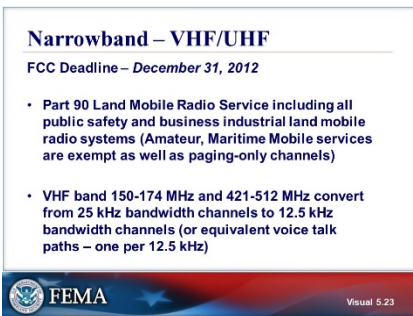 Narrowband – VHF/UHF
FCC Deadline – December 31, 2012
• Part 90 Land Mobile Radio Service including all
public safety and business industrial land mobile
radio systems (Amateur, Maritime Mobile services
are exempt as well as paging-only channels)
• VHF band 150-174 MHz and 421-512 MHz convert
from 25 kHz bandwidth channels to 12.5 kHz
bandwidth channels (or equivalent voice talk
paths – one per 12.5 kHz)
FEMA
Visual 5.23